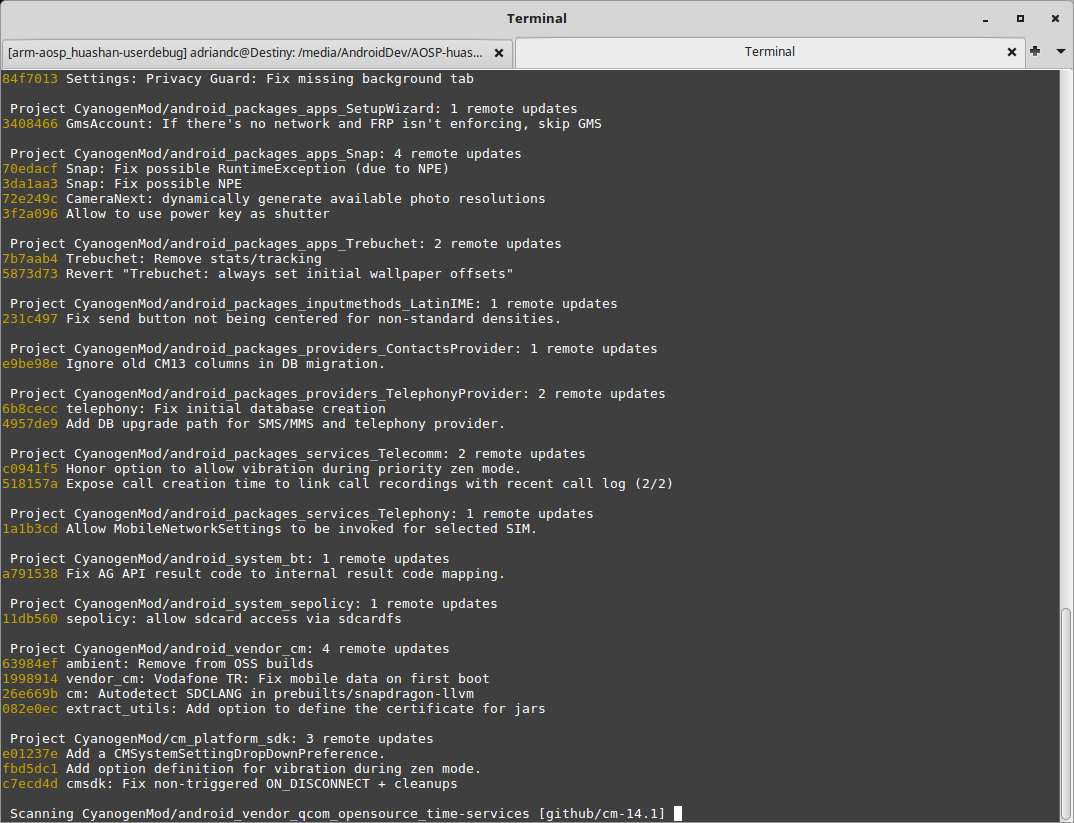 Terminal
[arm-aosp_huashan-userdebug] adriandc@Destiny: /media/AndroidDev/AOSP-huas...
Terminal
84f7013 Settings: Privacy Guard: Fix missing background tab
Project CyanogenMod/android_packages_apps_SetupWizard: 1 remote updates
3408466 GmsAccount: If there's no network and FRP isn't enforcing, skip GMS
Project CyanogenMod/android_packages_apps_Snap: 4 remote updates
70edacf Snap: Fix possible RuntimeException (due to NPE)
3da1aa3 Snap: Fix possible NPE
72e249c CameraNext: dynamically generate available photo resolutions
3f2a096 Allow to use power key as shutter
Project CyanogenMod/android_packages_apps_Trebuchet: 2 remote updates
7b7aab4 Trebuchet: Remove stats/tracking
5873d73 Revert "Trebuchet: always set initial wallpaper offsets"
Project CyanogenMod/android_packages_inputmethods_LatinIME: 1 remote updates
231c497 Fix send button not being centered for non-standard densities.
Project CyanogenMod/android_packages_providers_ContactsProvider: 1 remote updates
e9be98e Ignore old CM13 columns in DB migration.
Project CyanogenMod/android_packages_providers_TelephonyProvider: 2 remote updates
6b8cecc telephony: Fix initial database creation
4957de9 Add DB upgrade path for SMS/MMS and telephony provider.
Project CyanogenMod/android_packages_services_Telecomm: 2 remote updates
c0941f5 Honor option to allow vibration during priority zen mode.
518157a Expose call creation time to link call recordings with recent call log (2/2)
Project CyanogenMod/android_packages_services_Telephony: 1 remote updates
1a1b3cd Allow MobileNetworkSettings to be invoked for selected SIM.
Project CyanogenMod/android_system_bt: 1 remote updates
a791538 Fix AG API result code to internal result code mapping.
Project CyanogenMod/android_system_sepolicy: 1 remote updates
11db560 sepolicy: allow sdcard access via sdcardfs
Project CyanogenMod/android_vendor_cm: 4 remote updates
63984ef ambient: Remove from OSS builds
1998914 vendor_cm: Vodafone TR: Fix mobile data on first boot
26e669b cm: Autodetect SDCLANG in prebuilts/snapdragon-llvm
082e0ec extract_utils: Add option to define the certificate for jars
Project CyanogenMod/cm_platform_sdk: 3 remote updates
e01237e Add a CMSystemSettingDropDownPreference.
fbd5dc1 Add option definition for vibration during zen mode.
c7ecd4d cmsdk: Fix non-triggered ON_DISCONNECT + cleanups
Scanning CyanogenMod/android_vendor_qcom_opensource_time-services [github/cm-14.1]